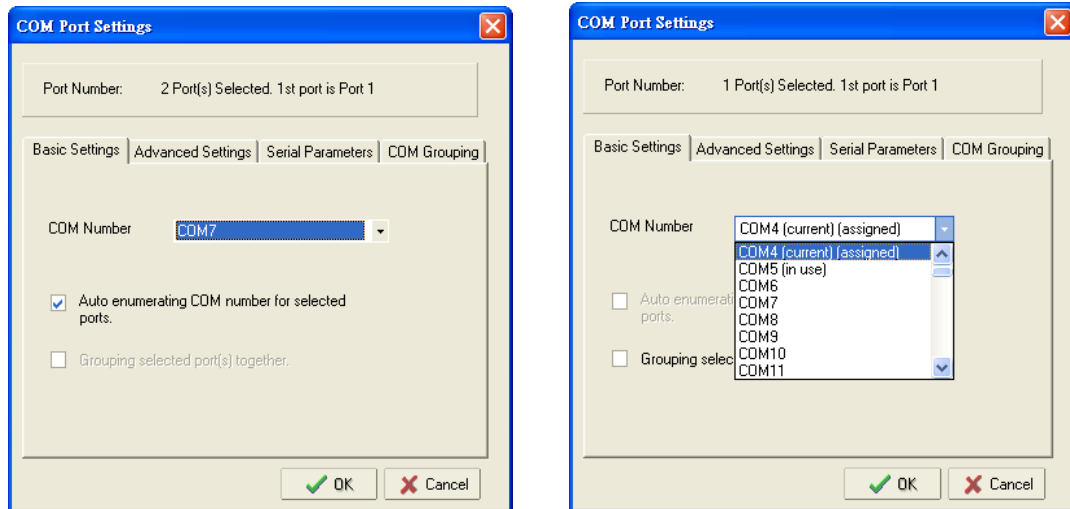 COM Port Settings
Port Number: 2 Port(s) Selected. 1st port is Port 1
Basic Settings Advanced Settings Serial Parameters COM Grouping
COM Number COM7
Auto enumerating COM number for selected
ports.
Grouping selected port(s) together.
OK Cancel
COM Port Settings
Port Number: 1 Port(s) Selected. 1st port is Port 1
Basic Settings Advanced Settings Serial Parameters COM Grouping
COM Number COM4 (current) (assigned)
COM4 (current) (assigned)
COM5 (in use)
COM6
Auto enumerati COM7
ports. COM8
COM9
Grouping selec COM10
COM11
OK Cancel